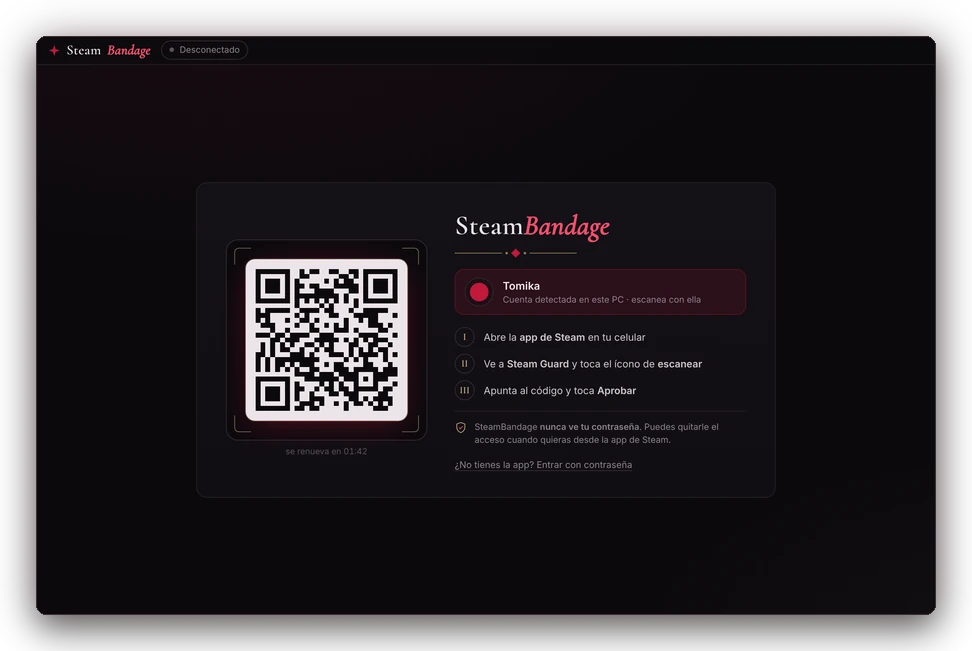 Steam Bandage
Desconectado
SteamBandage
Tomika
Cuenta detectada en este PC · escanea con ella
I Abre la app de Steam en tu celular
II Ve a Steam Guard y toca el ícono de escanear
III Apunta al código y toca Aprobar
SteamBandage nunca ve tu contraseña. Puedes quitarle el
acceso cuando quieras desde la app de Steam.
se renueva en 01:42
¿No tienes la app? Entrar con contraseña